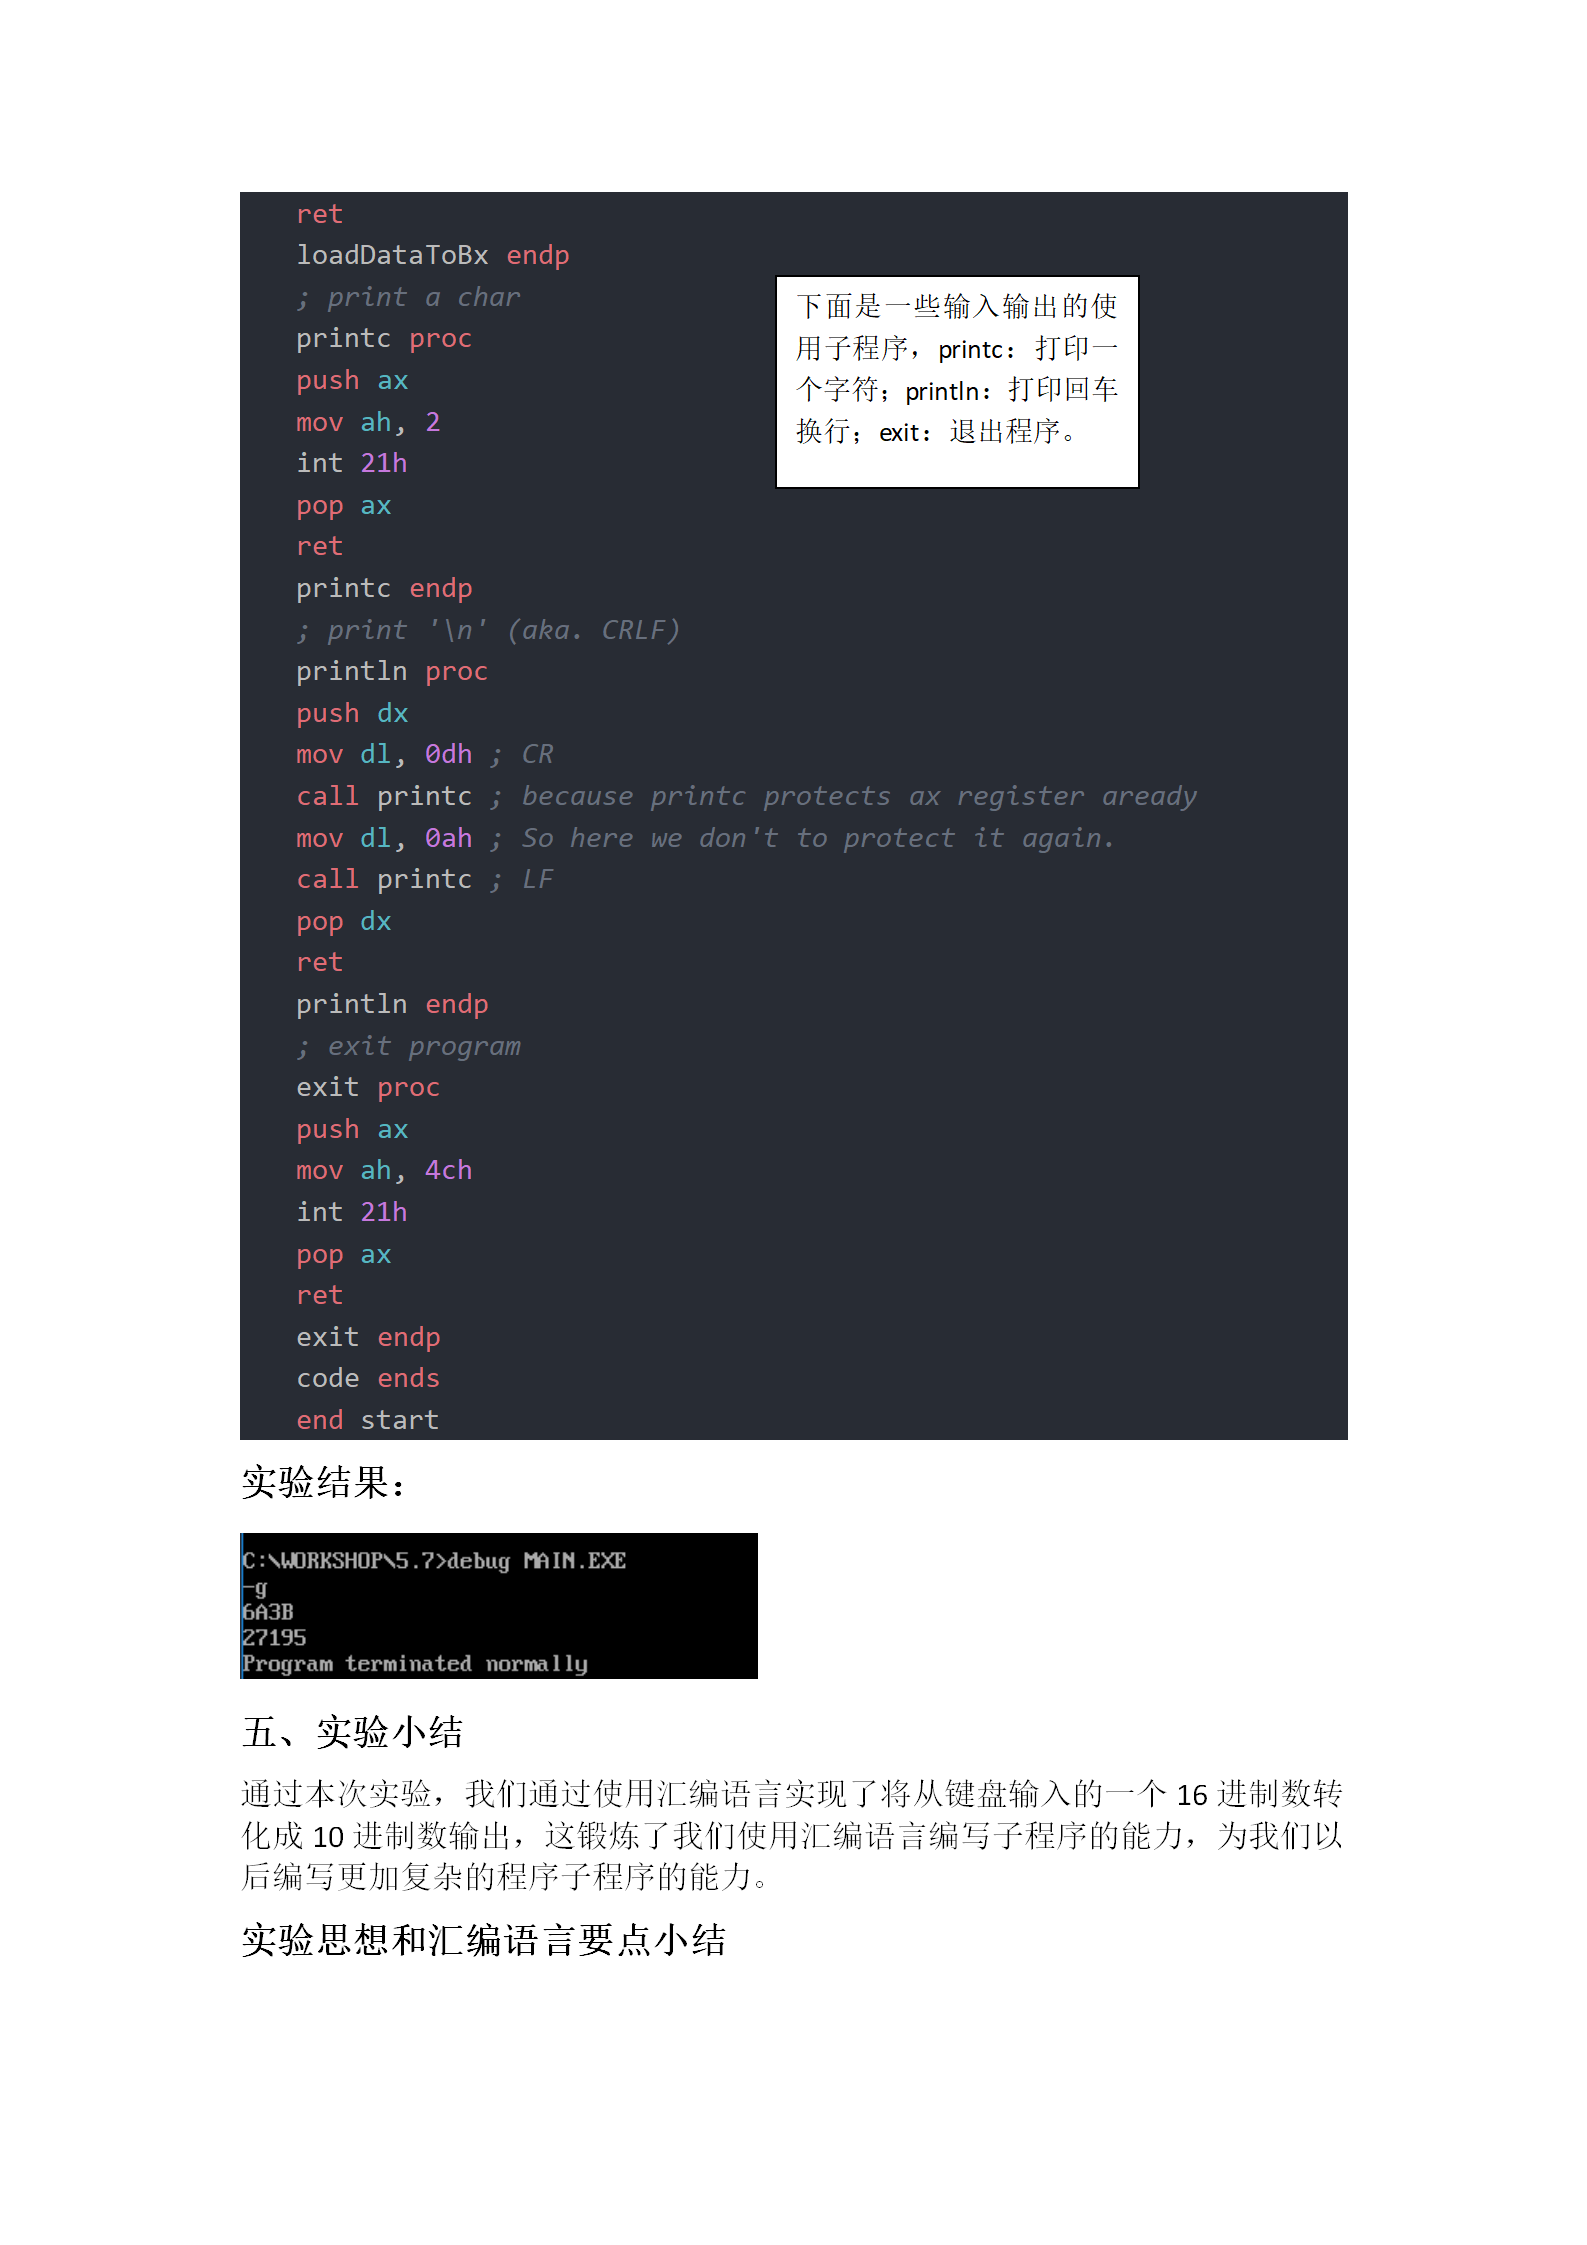 ret
loadDataToBx endp
; print a char
printc proc
push ax
mov ah, 2
int 21h
pop ax
ret
printc endp
; print '\n' (aka. CRLF)
println proc
push dx
mov dl, 0dh ; CR
call printc ; because printc protects ax register aready
mov dl, 0ah ; So here we don't to protect it again.
call printc ; LF
pop dx
ret
println endp
; exit program
exit proc
push ax
mov ah, 4ch
int 21h
pop ax
ret
exit endp
code ends
end start
下面是一些输入输出的使
用子程序，printc：打印一
个字符；println：打印回车
换行；exit：退出程序。
实验结果：
C:\WORKSHOP\5.7>debug MAIN.EXE
-g
6A3B
27195
Program terminated normally
五、实验小结
通过本次实验，我们通过使用汇编语言实现了将从键盘输入的一个 16 进制数转
化成 10 进制数输出，这锻炼了我们使用汇编语言编写子程序的能力，为我们以
后编写更加复杂的程序子程序的能力。
实验思想和汇编语言要点小结